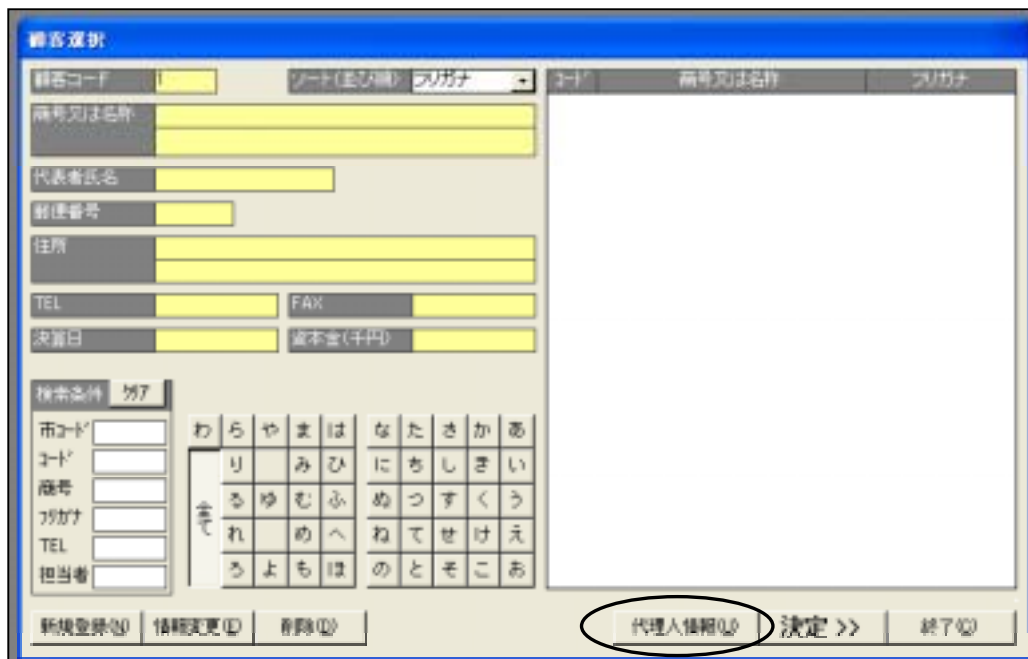 顧客選択
顧客コード 1 ソート(並び順) フリガナ コード 商号又は名称 フリガナ
商号又は名称
代表者氏名
郵便番号
住所
TEL FAX
決算日 資本金(千円)
検索条件 クリア
市コード
コード
商号
フリガナ
TEL
担当者
わ ら や ま は な た さ か あ
り み ひ に ち し き い
る ゆ む ふ ぬ つ す く う
全て
れ め へ ね て せ け え
ろ よ も ほ の と そ こ お
新規登録(N) 情報変更(E) 削除(D) 代理人情報(J) 決定 >> 終了(C)